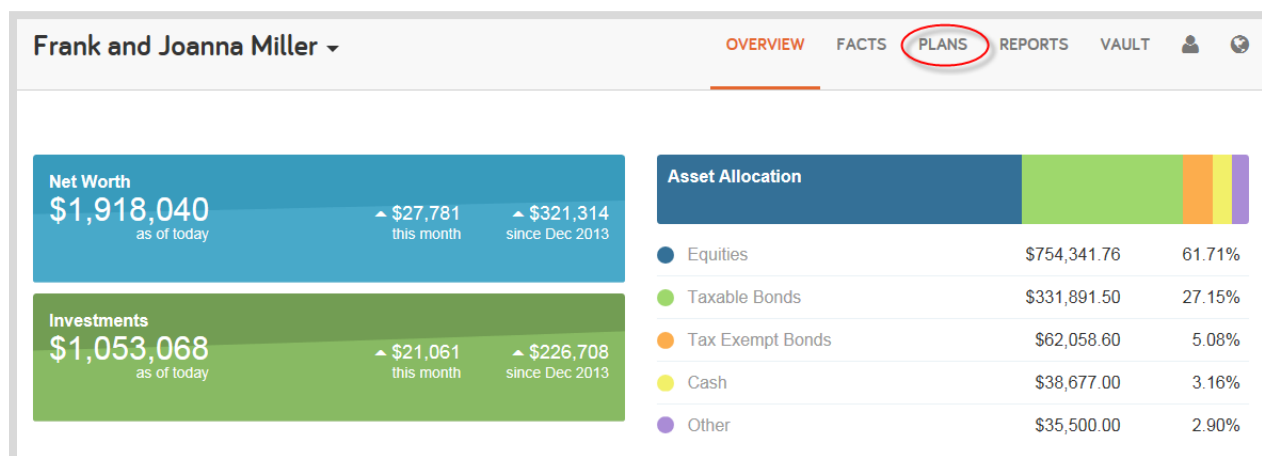 Frank and Joanna Miller
OVERVIEW FACTS PLANS REPORTS VAULT
Net Worth
$1,918,040
as of today
$27,781
this month
$321,314
since Dec 2013
Investments
$1,053,068
as of today
$21,061
this month
$226,708
since Dec 2013
Asset Allocation
Equities $754,341.76 61.71%
Taxable Bonds $331,891.50 27.15%
Tax Exempt Bonds $62,058.60 5.08%
Cash $38,677.00 3.16%
Other $35,500.00 2.90%